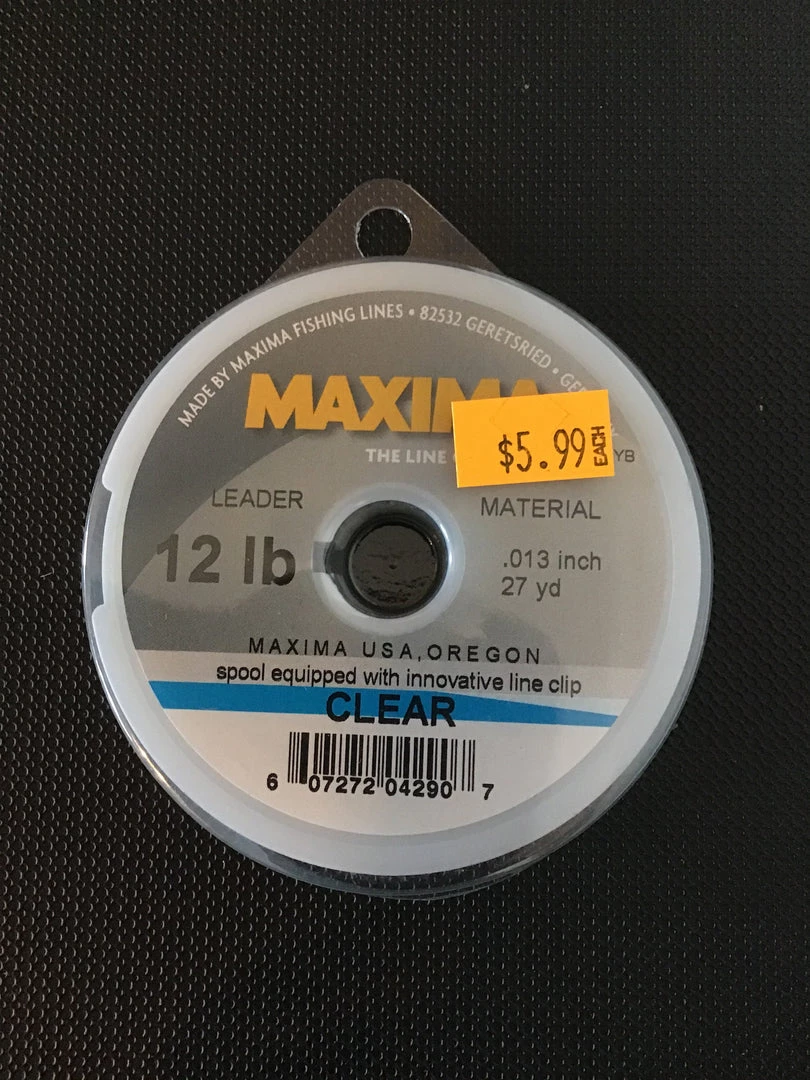 MADE BY MAXIMA FISHING LINES • 82532 GERETSRIED •
MAXIMA
$5.99 EACH
THE LINE
YB
LEADER MATERIAL
12 lb
.013 inch
27 yd
MAXIMA USA, OREGON
spool equipped with innovative line clip
CLEAR
6 07272 04290 7